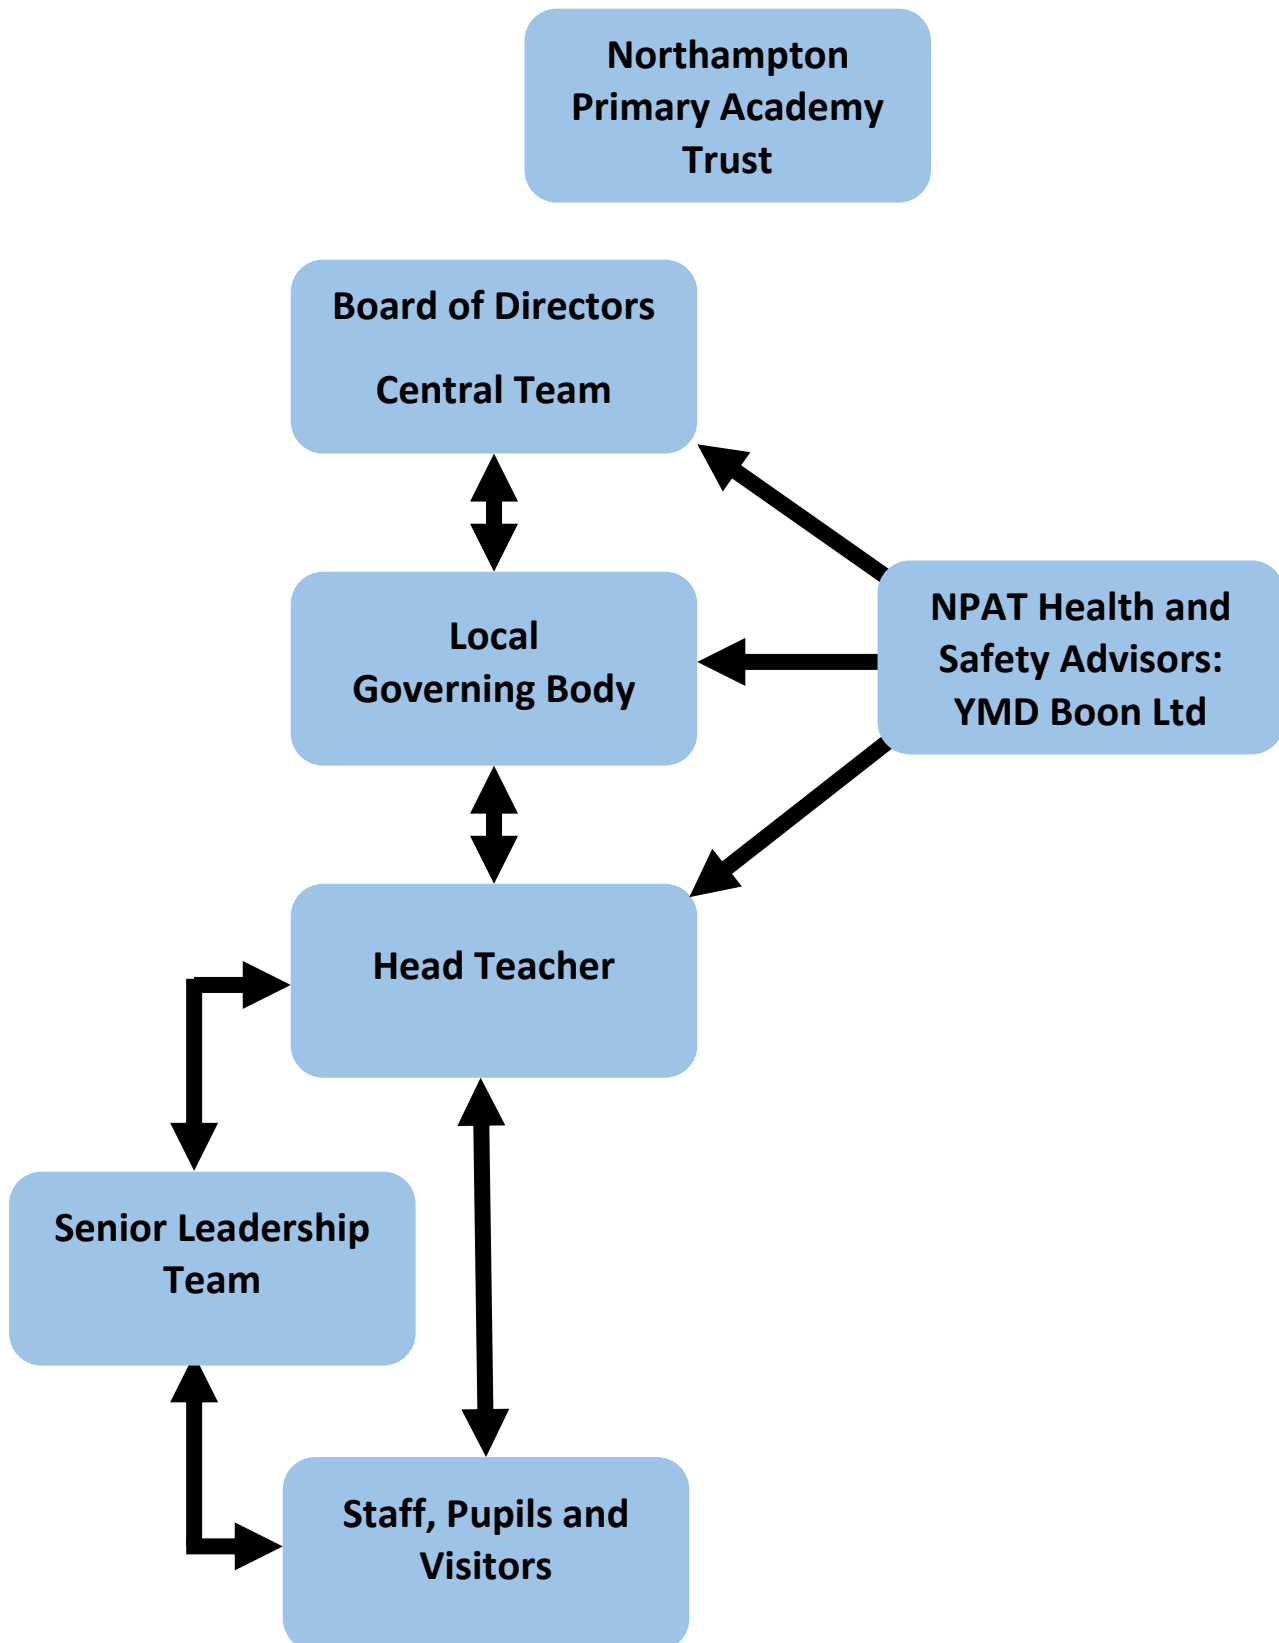 Northampton
Primary Academy
Trust
Board of Directors
Central Team
Local
Governing Body
NPAT Health and
Safety Advisors:
YMD Boon Ltd
Head Teacher
Senior Leadership
Team
Staff, Pupils and
Visitors